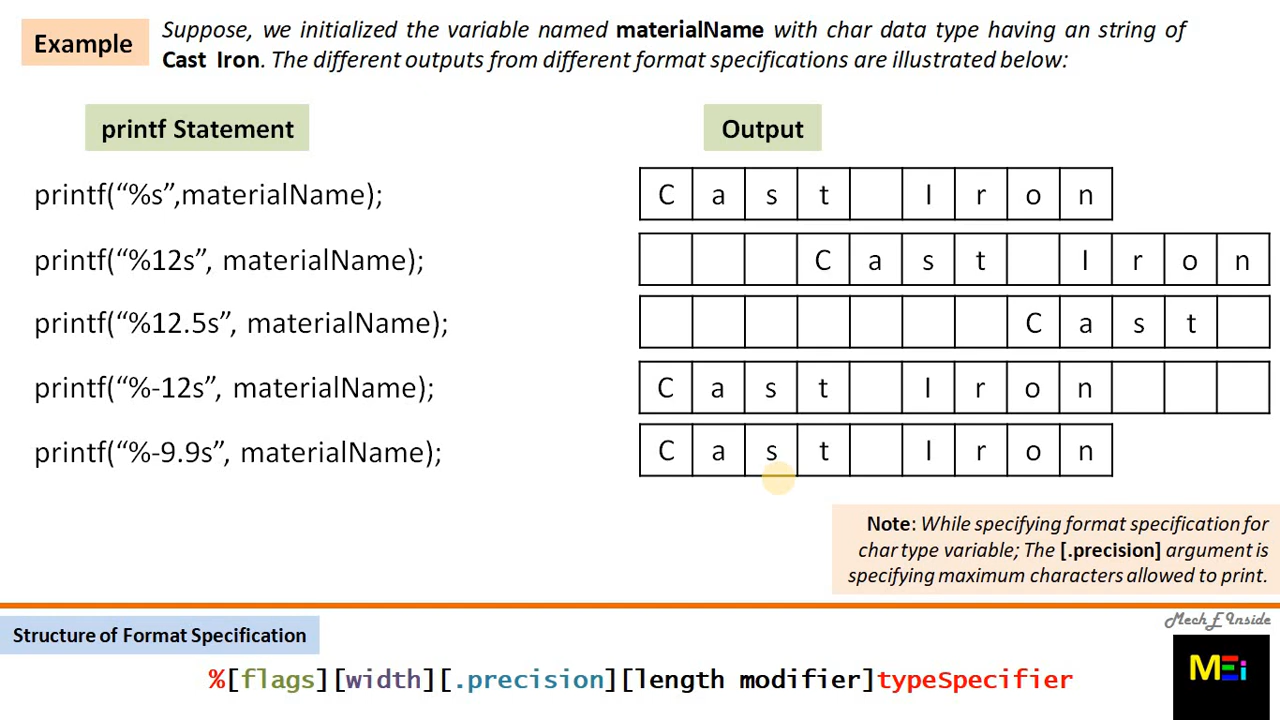 Example
Suppose, we initialized the variable named materialName with char data type having an string of
Cast Iron. The different outputs from different format specifications are illustrated below:
printf Statement
Output
printf(“%s”,materialName);
C a s t I r o n
printf(“%12s”, materialName);
C a s t I r o n
printf(“%12.5s”, materialName);
C a s t
printf(“%-12s”, materialName);
C a s t I r o n
printf(“%-9.9s”, materialName);
C a s t I r o n
Note: While specifying format specification for
char type variable; The [.precision] argument is
specifying maximum characters allowed to print.
Structure of Format Specification
Mech E Inside
%[flags][width][.precision][length modifier]typeSpecifier
MEi